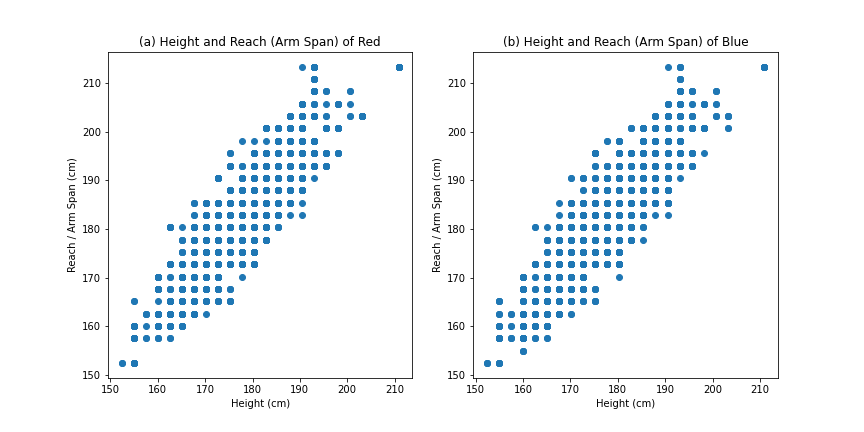 (a) Height and Reach (Arm Span) of Red
Reach / Arm Span (cm)
210
200
190
180
170
160
150
150 160 170 180 190 200 210
Height (cm)
(b) Height and Reach (Arm Span) of Blue
Reach / Arm Span (cm)
210
200
190
180
170
160
150
150 160 170 180 190 200 210
Height (cm)